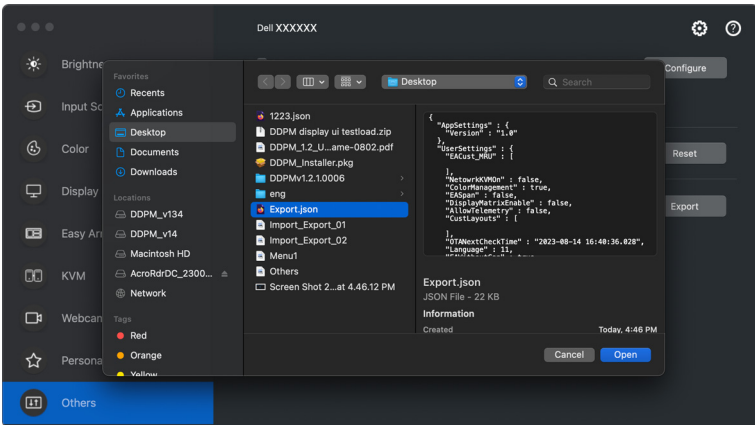 Dell XXXXXX
Brightne
Input So
Color
Display
Easy Arr
KVM
Webcan
Persona
Others
Configure
Reset
Export
Favorites
Recents
Applications
Desktop
Documents
Downloads
Locations
DDPM_v134
DDPM_v14
Macintosh HD
AcroRdrDC_2300...
Network
Tags
Red
Orange
Yellow
Desktop
Search
1223.json
DDPM display ui testload.zip
DDPM_1.2_U...ame-0802.pdf
DDPM_Installer.pkg
DDPMv1.2.1.0006
eng
Export.json
Import_Export_01
Import_Export_02
Menu1
Others
Screen Shot 2...at 4.46.12 PM
{
"AppSettings" : {
"Version" : "1.0"
},
"UserSettings" : {
"EACust_MRU" : [
],
"NetowrkKVMOn" : false,
"ColorManagement" : true,
"EASpan" : false,
"DisplayMatrixEnable" : false,
"AllowTelemetry" : false,
"CustLayouts" : [
],
"OTANextCheckTime" : "2023-08-14 16:40:36.028",
"Language" : 11,
Export.json
JSON File - 22 KB
Information
Created Today, 4:46 PM
Cancel
Open